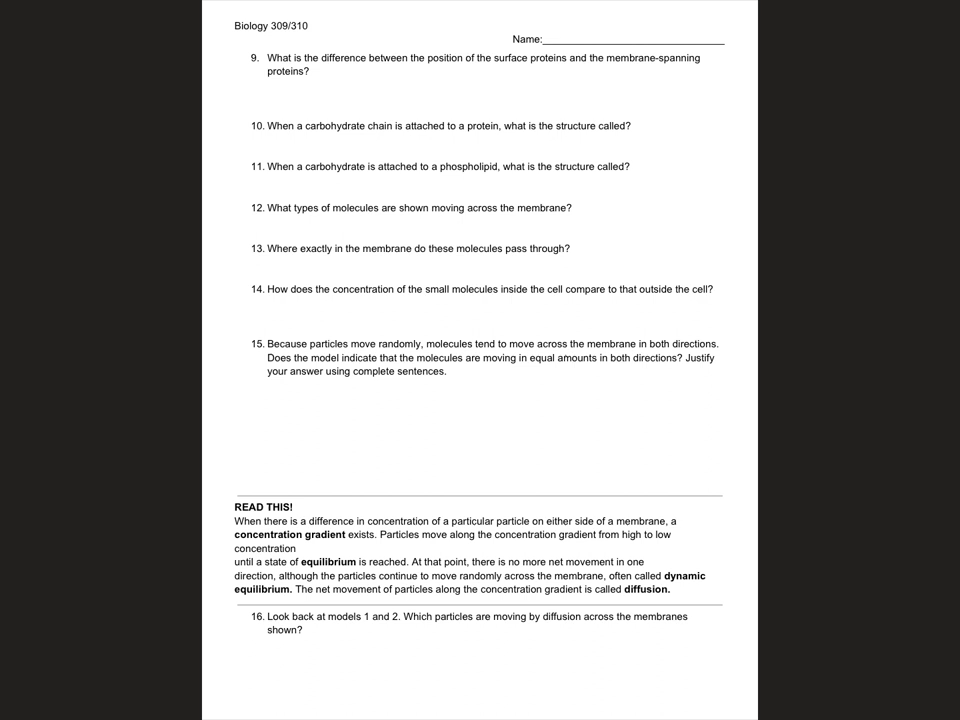 Biology 309/310
Name:
9. What is the difference between the position of the surface proteins and the membrane-spanning
proteins?
10. When a carbohydrate chain is attached to a protein, what is the structure called?
11. When a carbohydrate is attached to a phospholipid, what is the structure called?
12. What types of molecules are shown moving across the membrane?
13. Where exactly in the membrane do these molecules pass through?
14. How does the concentration of the small molecules inside the cell compare to that outside the cell?
15. Because particles move randomly, molecules tend to move across the membrane in both directions.
Does the model indicate that the molecules are moving in equal amounts in both directions? Justify
your answer using complete sentences.
READ THIS!
When there is a difference in concentration of a particular particle on either side of a membrane, a
concentration gradient exists. Particles move along the concentration gradient from high to low
concentration
until a state of equilibrium is reached. At that point, there is no more net movement in one
direction, although the particles continue to move randomly across the membrane, often called dynamic
equilibrium. The net movement of particles along the concentration gradient is called diffusion.
16. Look back at models 1 and 2. Which particles are moving by diffusion across the membranes
shown?